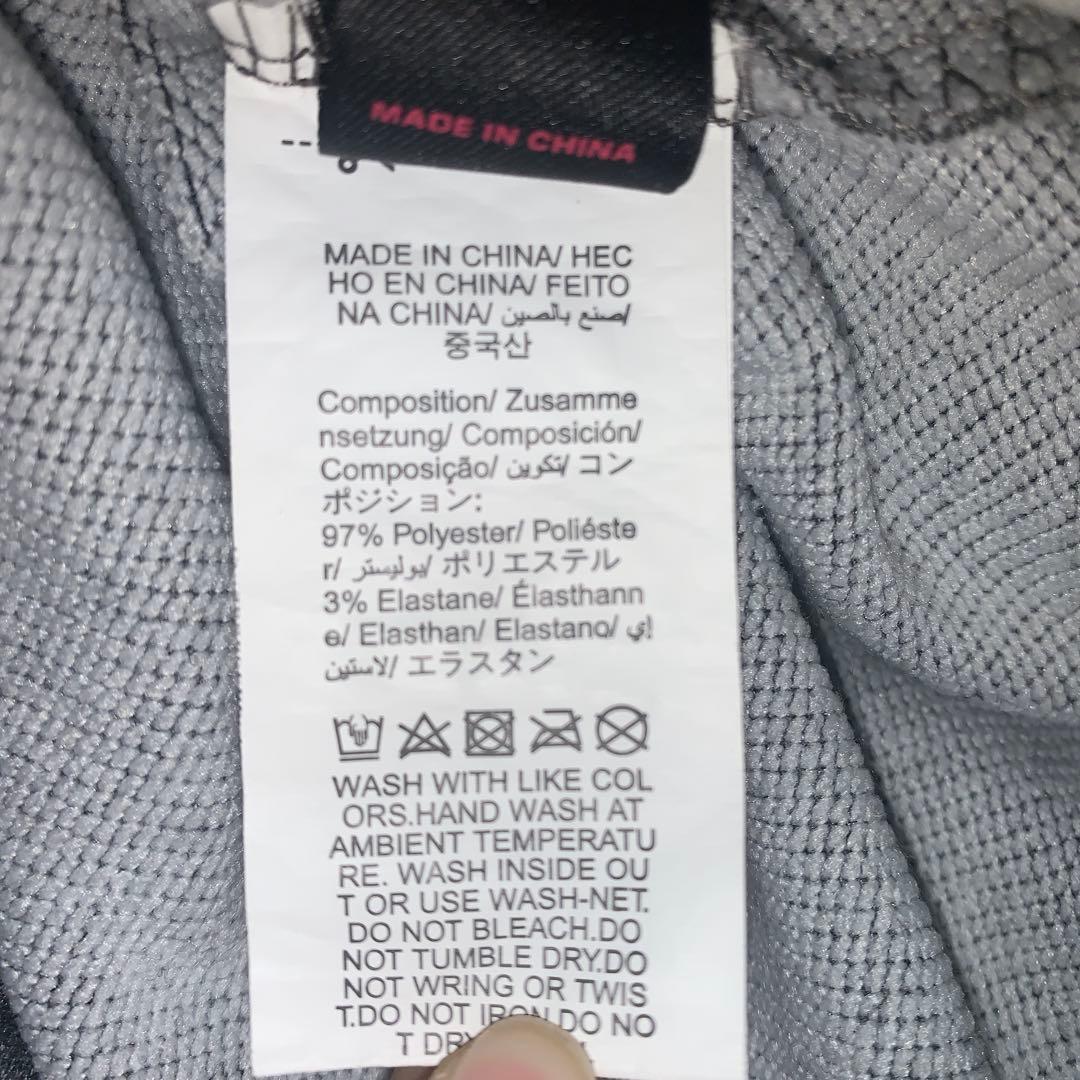 MADE IN CHINA
MADE IN CHINA/ HEC
HO EN CHINA/ FEITO
NA CHINA/ صنع بالصين/
중국산
Composition/ Zusamme
nsetzung/ Composición/
Composição/ تكوين/ コン
ポジション:
97% Polyester/ Poliéste
r/ بوليستر/ ポリエステル
3% Elastane/ Élasthann
e/ Elasthan/ Elastano/ إي
لاستين/ エラスタン
WASH WITH LIKE COL
ORS.HAND WASH AT
AMBIENT TEMPERATU
RE. WASH INSIDE OU
T OR USE WASH-NET.
DO NOT BLEACH.DO
NOT TUMBLE DRY.DO
NOT WRING OR TWIS
T.DO NOT IRON.DO NO
T DRY